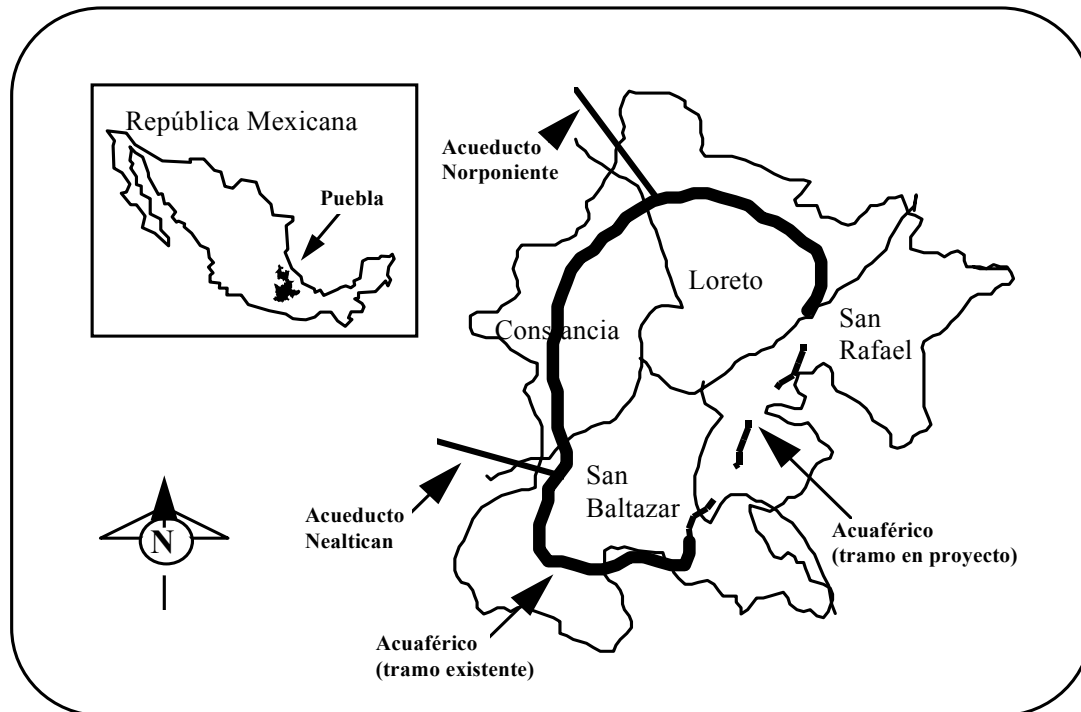 República Mexicana
Puebla
Acueducto
Norponiente
Loreto
Constancia
San
Rafael
San
Baltazar
Acueducto
Nealtican
Acuaférico
(tramo en proyecto)
N
Acuaférico
(tramo existente)